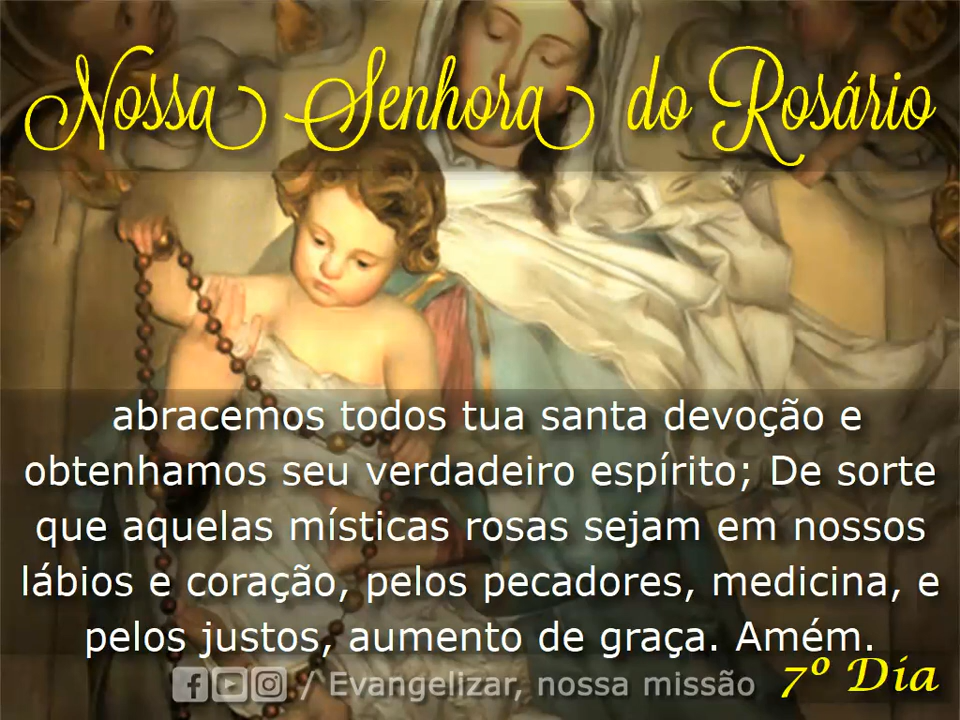 Nossa Senhora do Rosário
abracemos todos tua santa devoção e
obtenhamos seu verdadeiro espírito; De sorte
que aquelas místicas rosas sejam em nossos
lábios e coração, pelos pecadores, medicina, e
pelos justos, aumento de graça. Amém.
/ Evangelizar, nossa missão
7º Dia